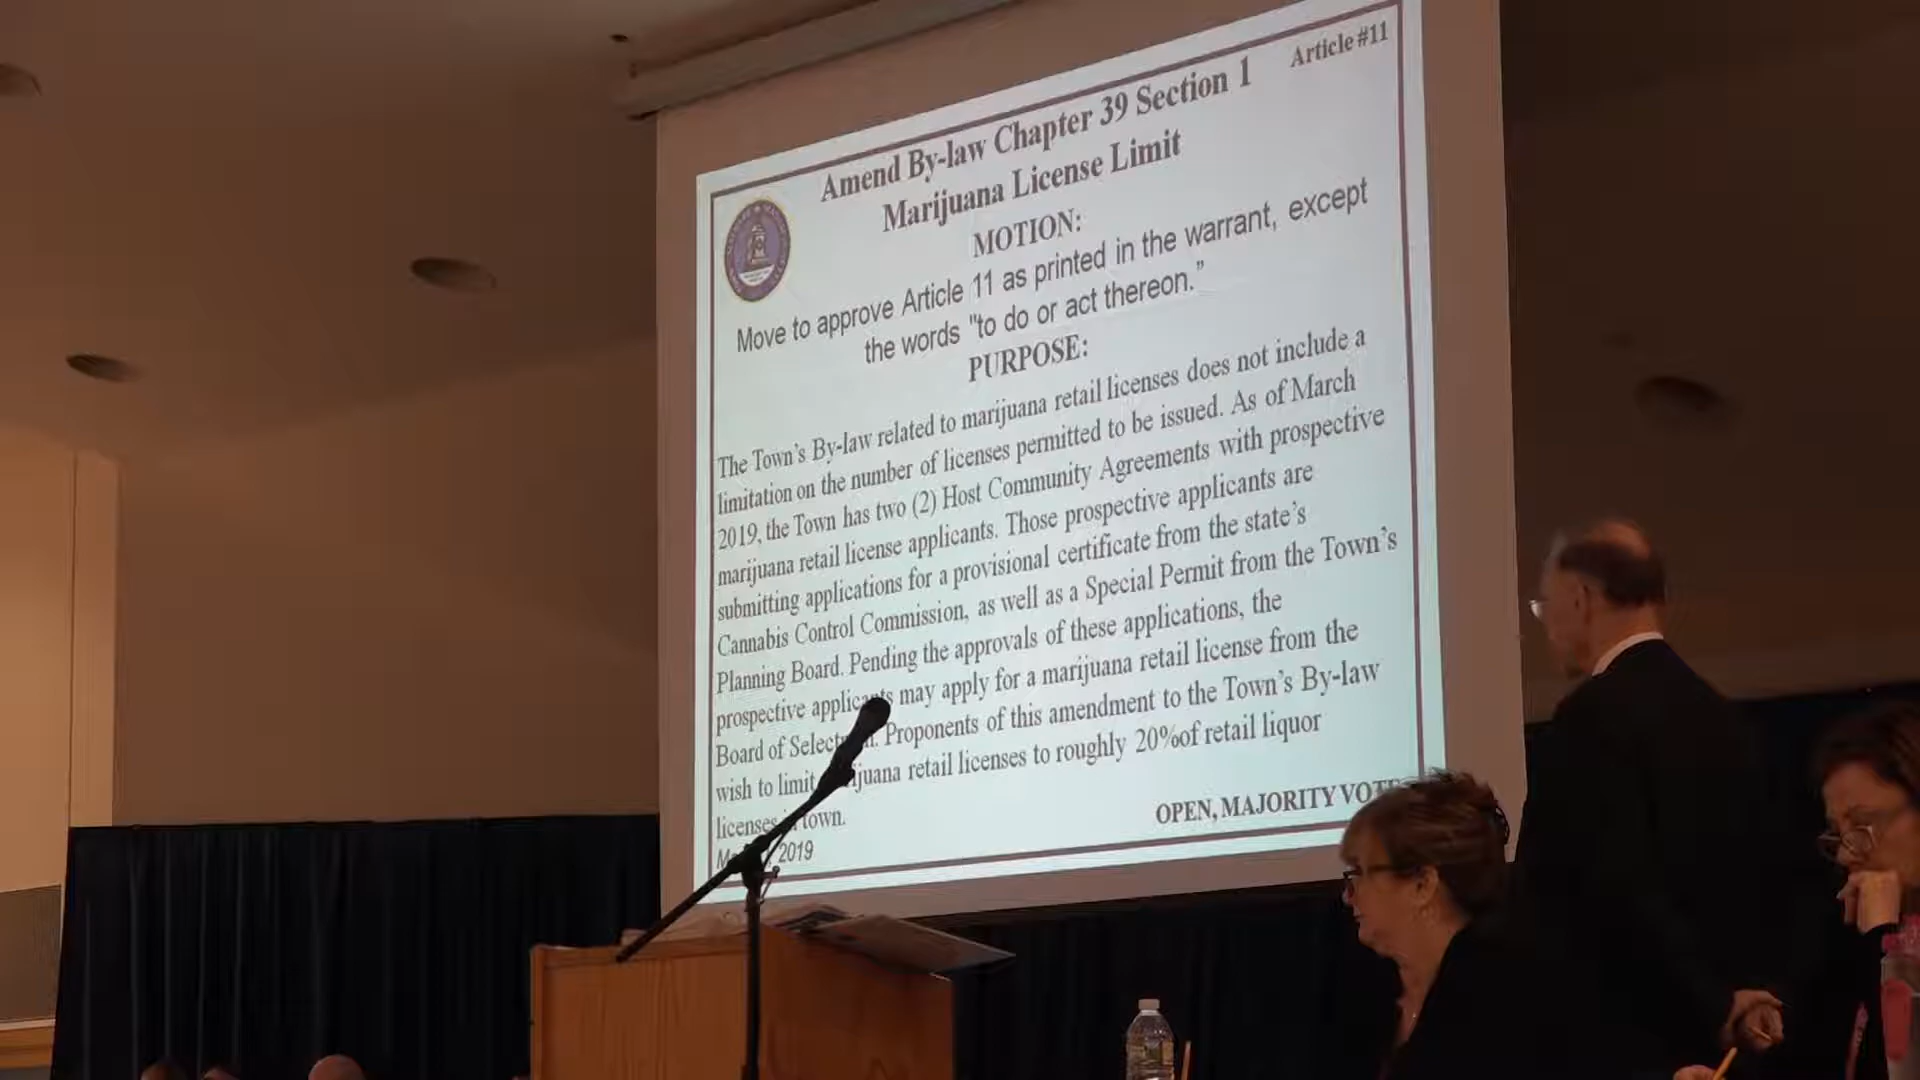 Article #11
Amend By-law Chapter 39 Section 1
Marijuana License Limit
MOTION:
Move to approve Article 11 as printed in the warrant, except
the words "to do or act thereon."
PURPOSE:
The Town's By-law related to marijuana retail licenses does not include a
limitation on the number of licenses permitted to be issued. As of March
2019, the Town has two (2) Host Community Agreements with prospective
marijuana retail license applicants. Those prospective applicants are
submitting applications for a provisional certificate from the state's
Cannabis Control Commission, as well as a Special Permit from the Town's
Planning Board. Pending the approvals of these applications, the
prospective applicants may apply for a marijuana retail license from the
Board of Selectmen. Proponents of this amendment to the Town's By-law
wish to limit marijuana retail licenses to roughly 20%of retail liquor
licenses in town.
OPEN, MAJORITY VOTE
2019